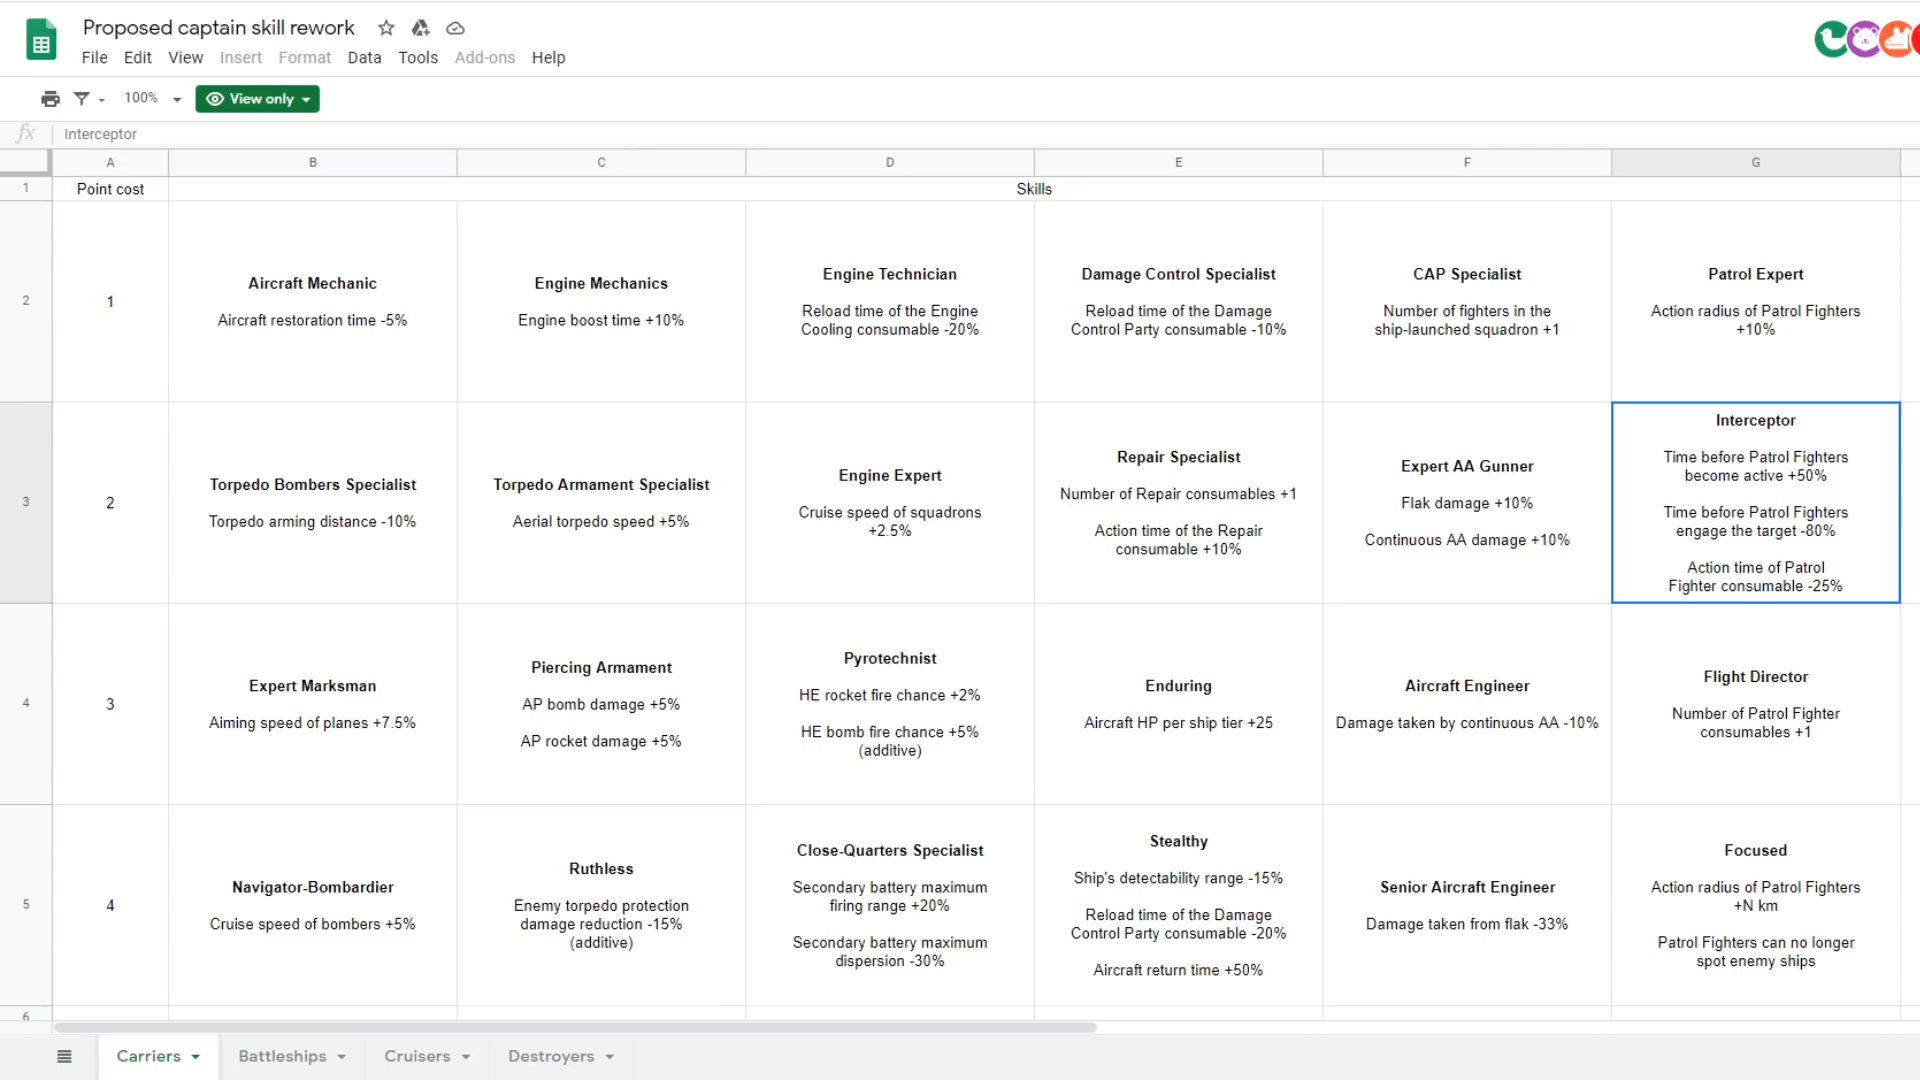 Proposed captain skill rework
File Edit View Insert Format Data Tools Add-ons Help
100% View only
fx Interceptor
A B C D E F G
1 Point cost Skills
2
1
Aircraft Mechanic
Aircraft restoration time -5%
Engine Mechanics
Engine boost time +10%
Engine Technician
Reload time of the Engine
Cooling consumable -20%
Damage Control Specialist
Reload time of the Damage
Control Party consumable -10%
CAP Specialist
Number of fighters in the
ship-launched squadron +1
Patrol Expert
Action radius of Patrol Fighters
+10%
3
2
Torpedo Bombers Specialist
Torpedo arming distance -10%
Torpedo Armament Specialist
Aerial torpedo speed +5%
Engine Expert
Cruise speed of squadrons
+2.5%
Repair Specialist
Number of Repair consumables +1
Action time of the Repair
consumable +10%
Expert AA Gunner
Flak damage +10%
Continuous AA damage +10%
Interceptor
Time before Patrol Fighters
become active +50%
Time before Patrol Fighters
engage the target -80%
Action time of Patrol
Fighter consumable -25%
4
3
Expert Marksman
Aiming speed of planes +7.5%
Piercing Armament
AP bomb damage +5%
AP rocket damage +5%
Pyrotechnist
HE rocket fire chance +2%
HE bomb fire chance +5%
(additive)
Enduring
Aircraft HP per ship tier +25
Aircraft Engineer
Damage taken by continuous AA -10%
Flight Director
Number of Patrol Fighter
consumables +1
5
4
Navigator-Bombardier
Cruise speed of bombers +5%
Ruthless
Enemy torpedo protection
damage reduction -15%
(additive)
Close-Quarters Specialist
Secondary battery maximum
firing range +20%
Secondary battery maximum
dispersion -30%
Stealthy
Ship's detectability range -15%
Reload time of the Damage
Control Party consumable -20%
Aircraft return time +50%
Senior Aircraft Engineer
Damage taken from flak -33%
Focused
Action radius of Patrol Fighters
+N km
Patrol Fighters can no longer
spot enemy ships
6
Carriers Battleships Cruisers Destroyers